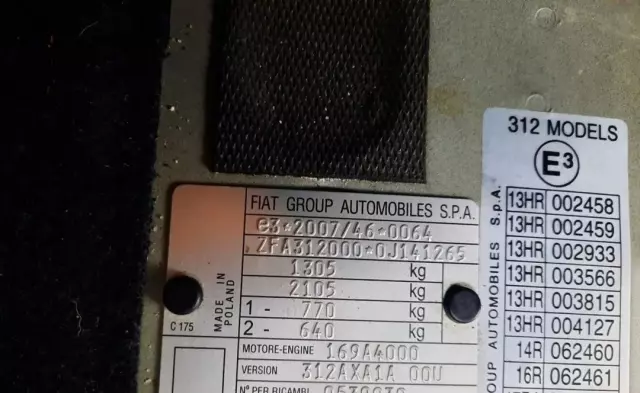 FIAT GROUP AUTOMOBILES S.P.A.
e3*2007/46*0064
ZFA312000*0J141265
1305 kg
2105 kg
1 - 770 kg
2 - 640 kg
MOTORE-ENGINE 169A4000
VERSION 312AXA1A 00U
N° PER RICAMBI
MADE IN
POLAND
C 175
312 MODELS
E3
13HR 002458
13HR 002459
13HR 002933
13HR 003566
13HR 003815
13HR 004127
14R 062460
16R 062461
GROUP AUTOMOBILES S.P.A.